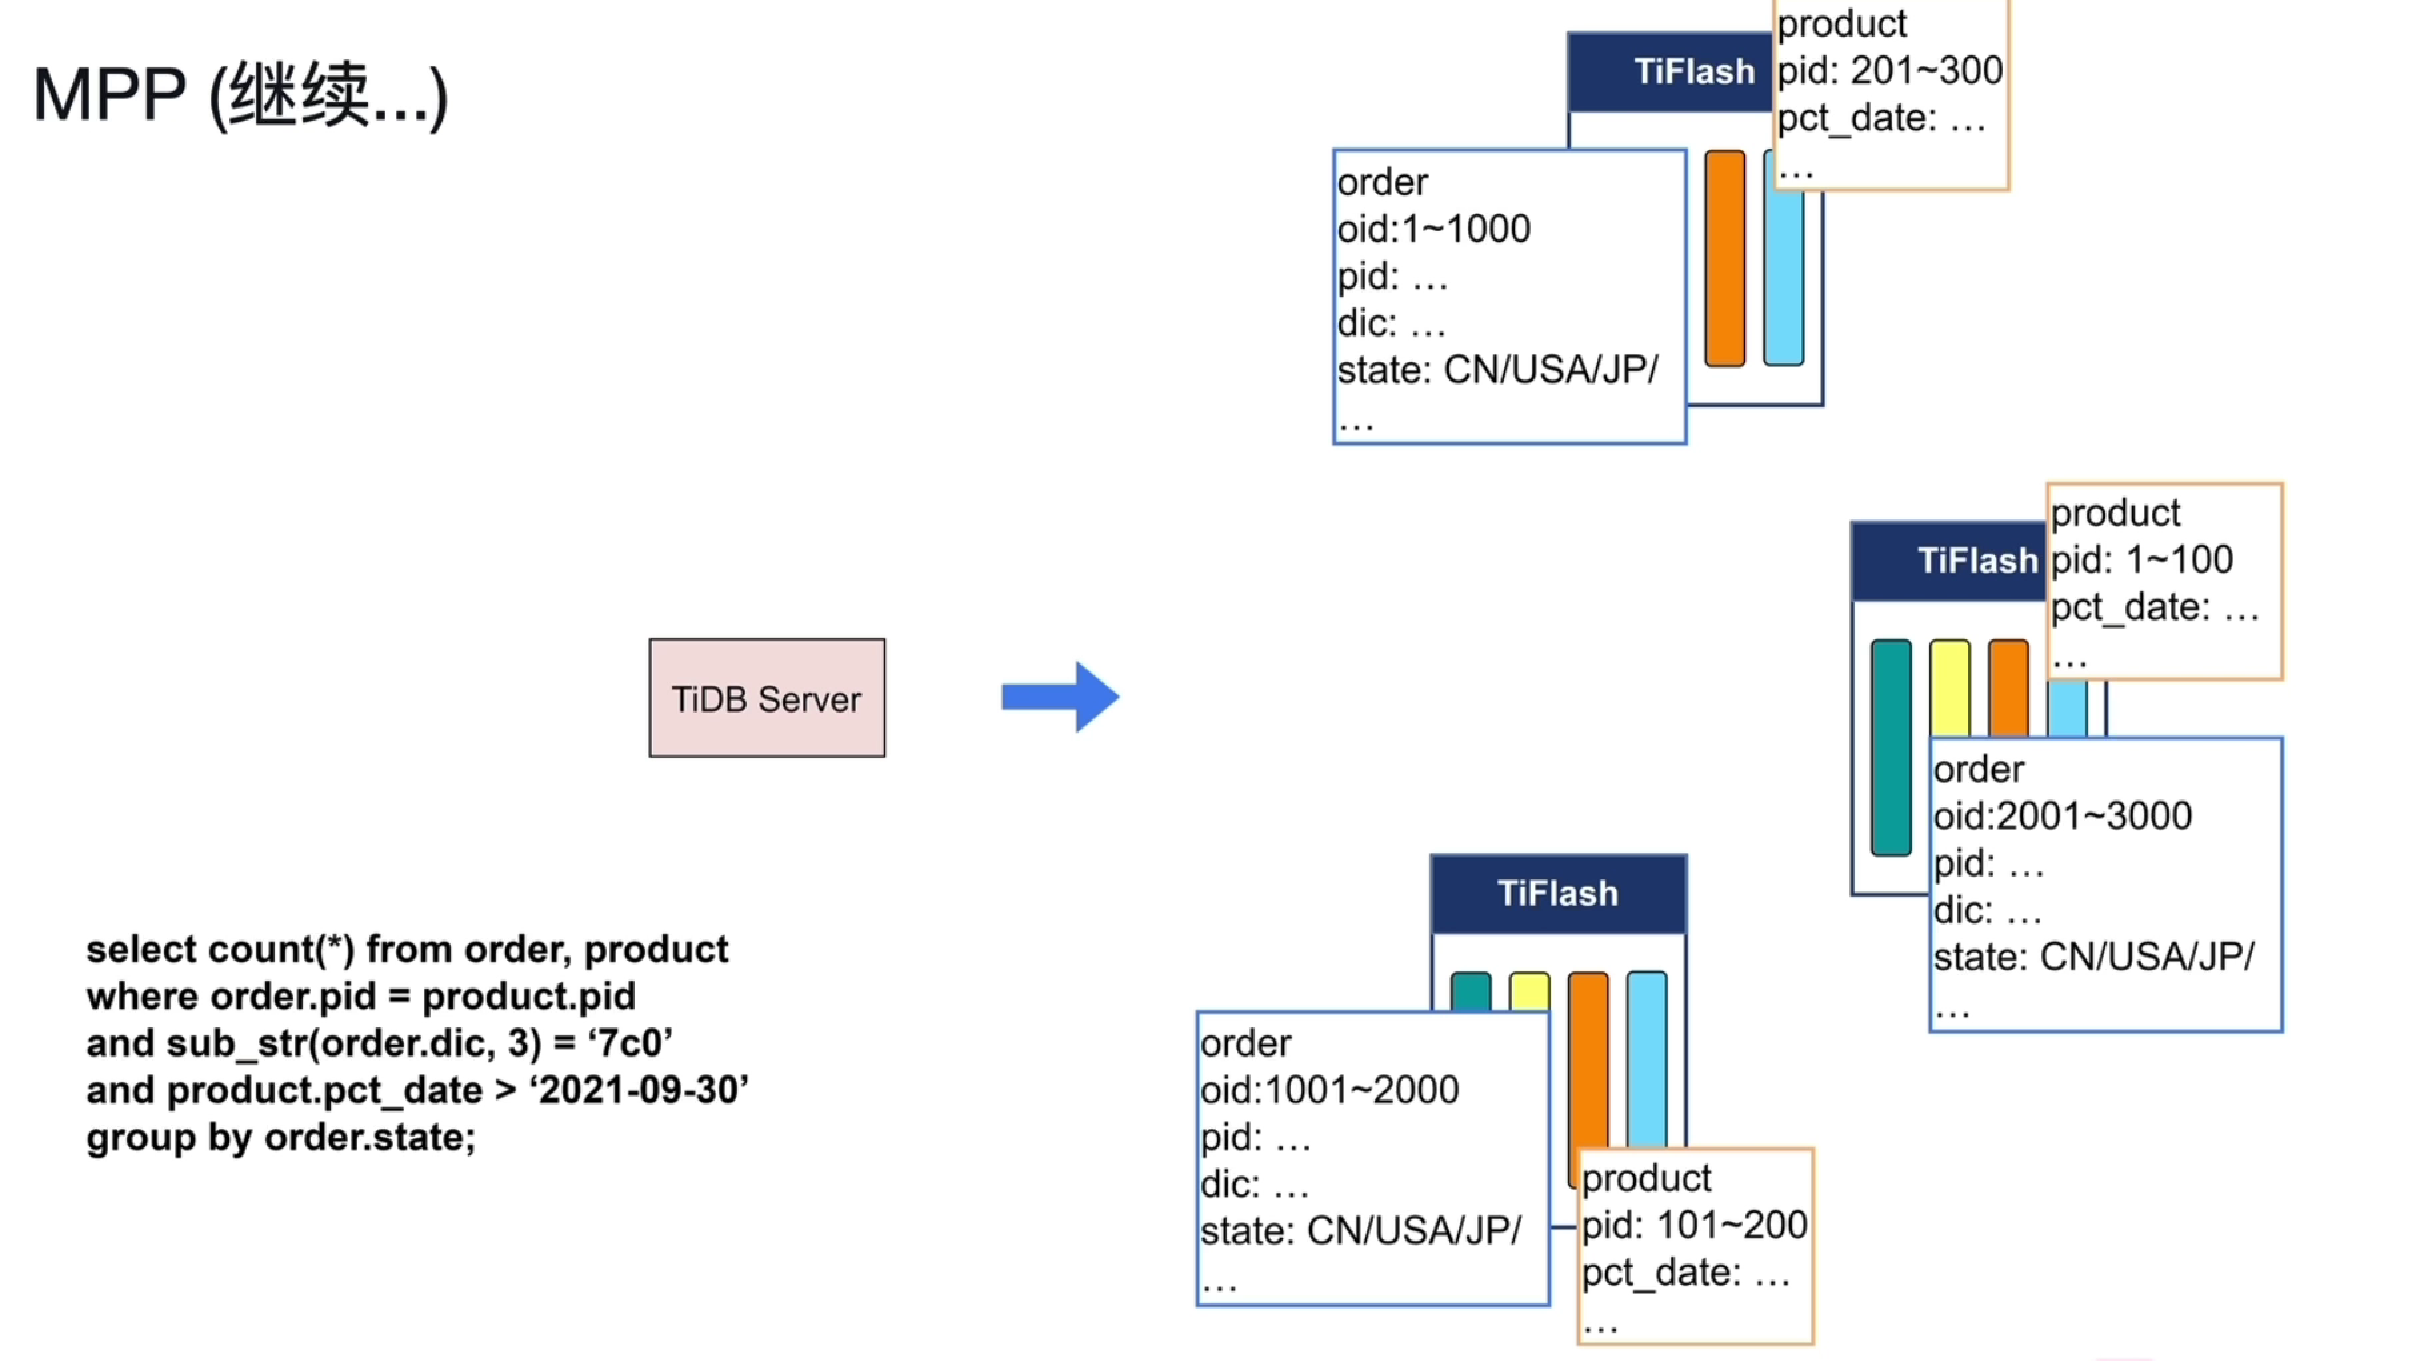 MPP (继续...)
TiFlash
product
pid: 201~300
pct_date: ...
...
order
oid:1~1000
pid: ...
dic: ...
state: CN/USA/JP/
...
TiFlash
product
pid: 1~100
pct_date: ...
...
order
oid:2001~3000
pid: ...
dic: ...
state: CN/USA/JP/
...
TiDB Server
TiFlash
order
oid:1001~2000
pid: ...
dic: ...
state: CN/USA/JP/
...
product
pid: 101~200
pct_date: ...
...
select count(*) from order, product
where order.pid = product.pid
and sub_str(order.dic, 3) = ‘7c0’
and product.pct_date > ‘2021-09-30’
group by order.state;